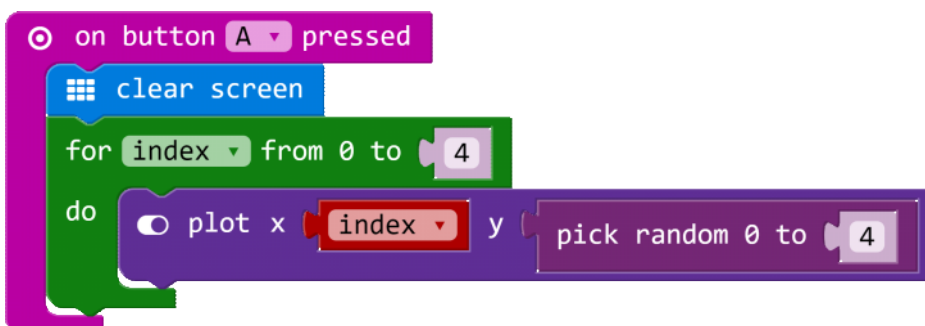 on button A pressed
clear screen
for index from 0 to 4
do
plot x index y pick random 0 to 4